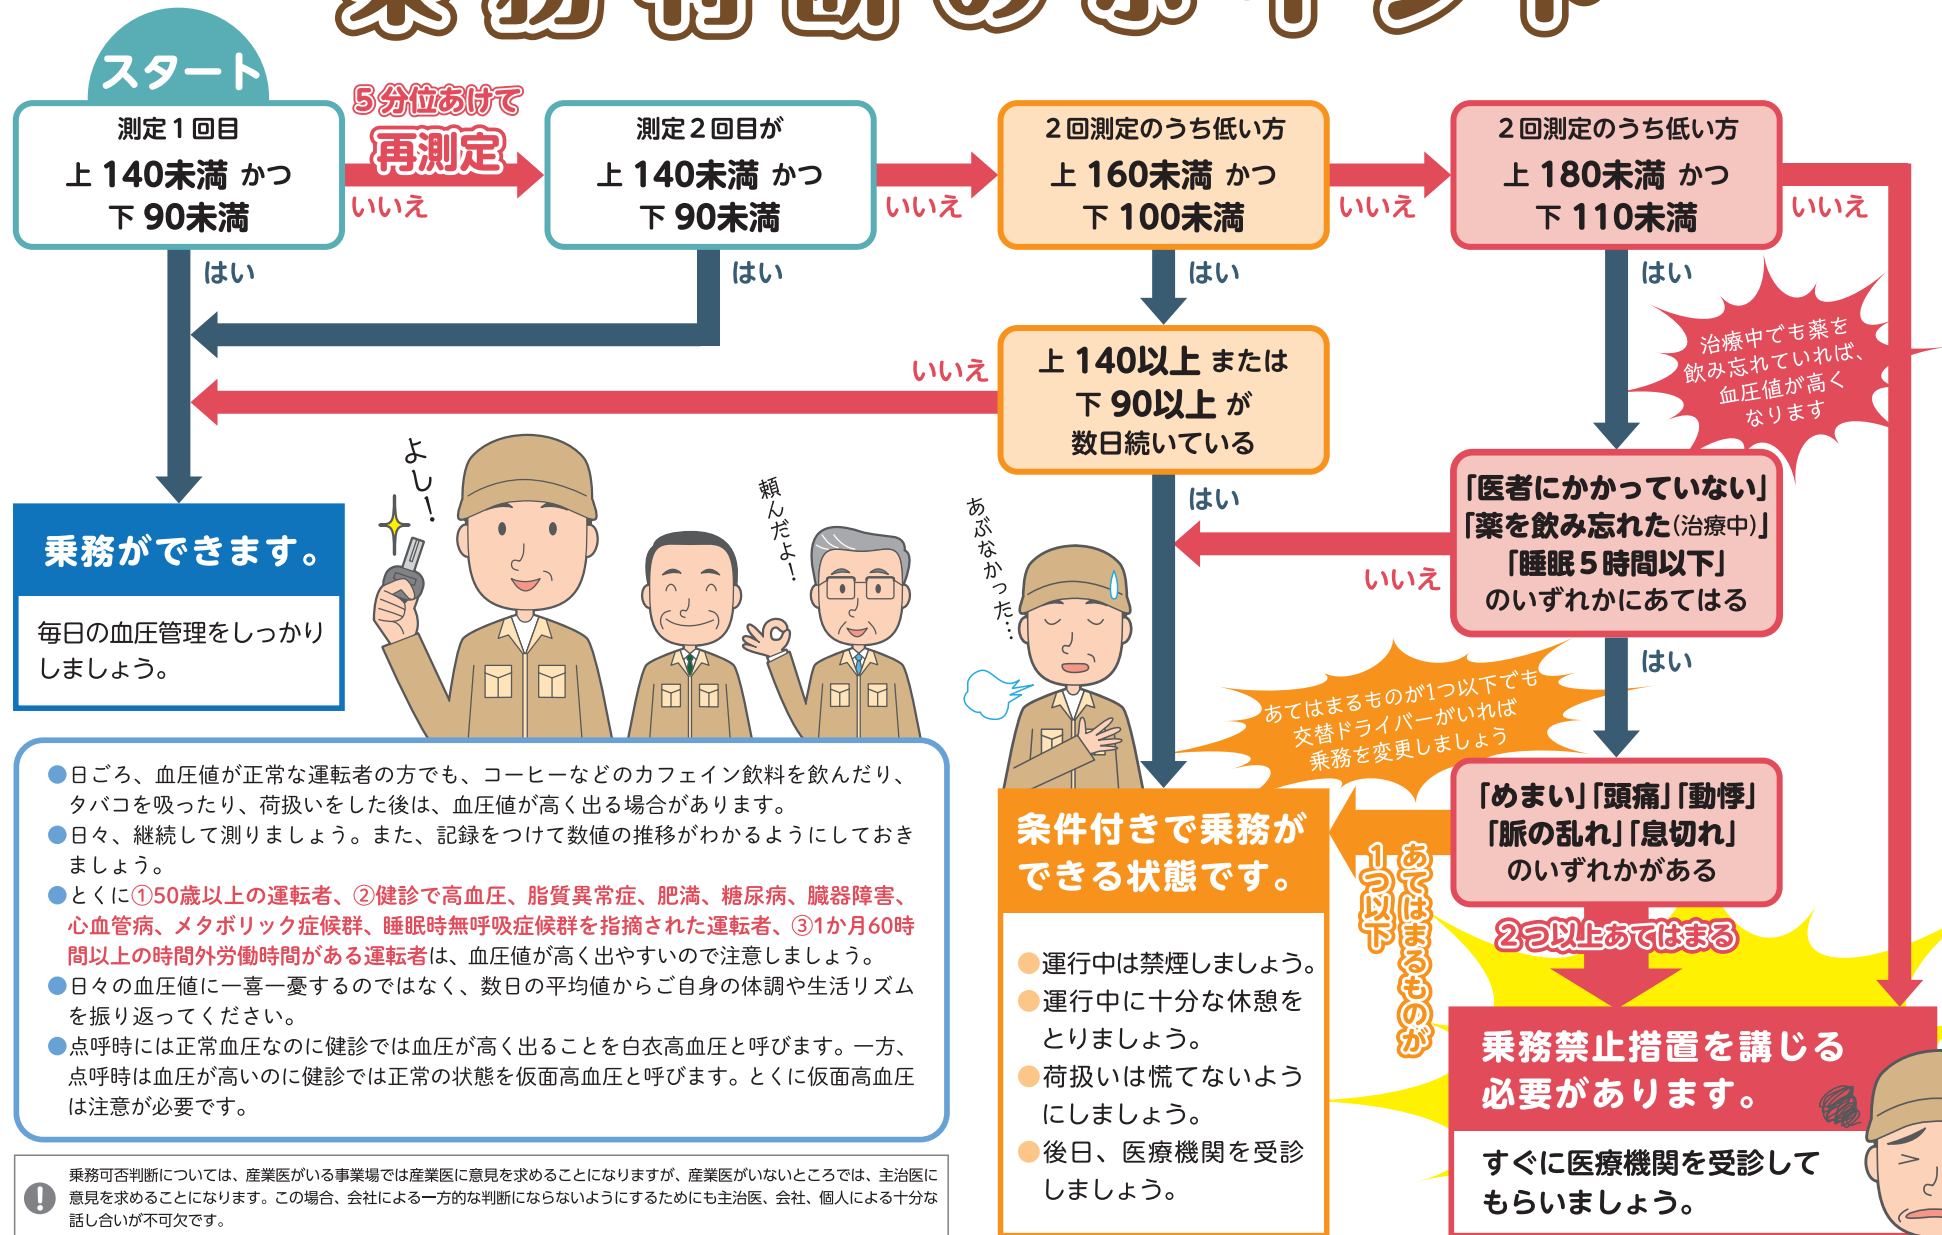 乗務判断のポイント
スタート
測定1回目
上 140未満 かつ
下 90未満
5分位あけて
再測定
いいえ
測定2回目が
上 140未満 かつ
下 90未満
いいえ
2回測定のうち低い方
上 160未満 かつ
下 100未満
いいえ
2回測定のうち低い方
上 180未満 かつ
下 110未満
いいえ
はい
はい
はい
はい
治療中でも薬を
飲み忘れていれば、
血圧値が高く
なります
いいえ
上 140以上 または
下 90以上 が
数日続いている
はい
「医者にかかっていない」
「薬を飲み忘れた(治療中)」
「睡眠5時間以下」
のいずれかにあてはる
いいえ
はい
よし!
頼んだよ!
あぶなかった…
乗務ができます。
毎日の血圧管理をしっかり
しましょう。
あてはまるものが1つ以下でも
交替ドライバーがいれば
乗務を変更しましょう
「めまい」「頭痛」「動悸」
「脈の乱れ」「息切れ」
のいずれかがある
あてはまるものが
1つ以下
2つ以上あてはまる
●日ごろ、血圧値が正常な運転者の方でも、コーヒーなどのカフェイン飲料を飲んだり、
タバコを吸ったり、荷扱いをした後は、血圧値が高く出る場合があります。
●日々、継続して測りましょう。また、記録をつけて数値の推移がわかるようにしておき
ましょう。
●とくに①50歳以上の運転者、②健診で高血圧、脂質異常症、肥満、糖尿病、臓器障害、
心血管病、メタボリック症候群、睡眠時無呼吸症候群を指摘された運転者、③1か月60時
間以上の時間外労働時間がある運転者は、血圧値が高く出やすいので注意しましょう。
●日々の血圧値に一喜一憂するのではなく、数日の平均値からご自身の体調や生活リズム
を振り返ってください。
●点呼時には正常血圧なのに健診では血圧が高く出ることを白衣高血圧と呼びます。一方、
点呼時は血圧が高いのに健診では正常の状態を仮面高血圧と呼びます。とくに仮面高血圧
は注意が必要です。
乗務可否判断については、産業医がいる事業場では産業医に意見を求めることになりますが、産業医がいないところでは、主治医に
意見を求めることになります。この場合、会社による一方的な判断にならないようにするためにも主治医、会社、個人による十分な
話し合いが不可欠です。
条件付きで乗務が
できる状態です。
●運行中は禁煙しましょう。
●運行中に十分な休憩を
とりましょう。
●荷扱いは慌てないよう
にしましょう。
●後日、医療機関を受診
しましょう。
乗務禁止措置を講じる
必要があります。
すぐに医療機関を受診して
もらいましょう。